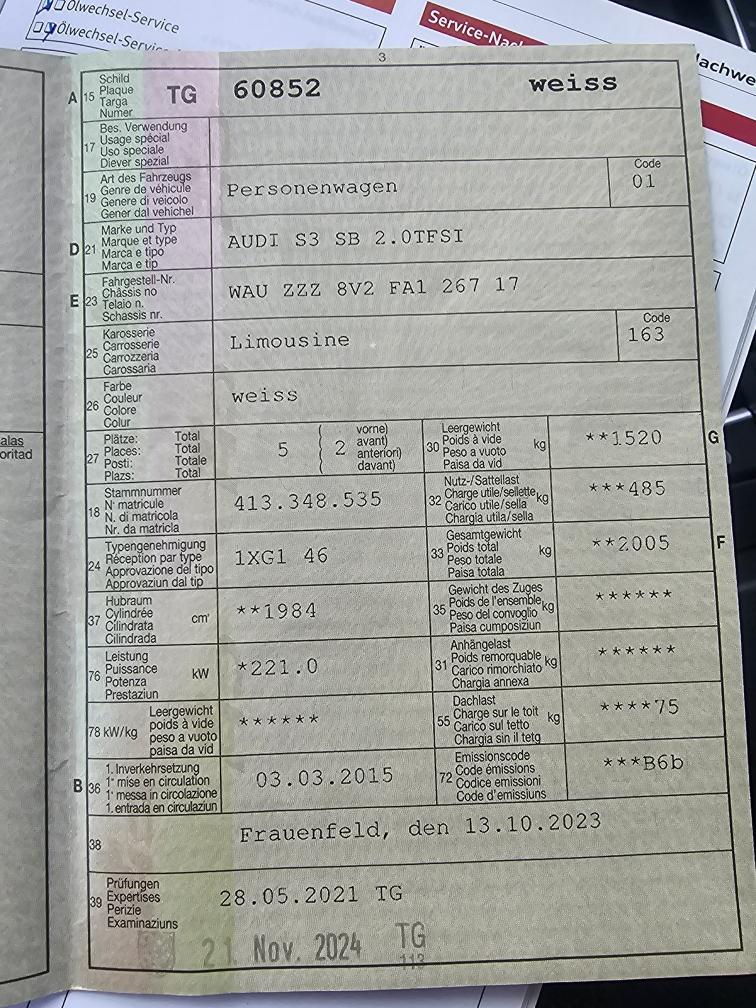 Ölwechsel-Service
Ölwechsel-Service
Service-Nac
Nachwe
alas
oritad
3
A 15 Schild
Plaque
Targa
Numer
TG 60852 weiss
17 Bes. Verwendung
Usage spécial
Uso speciale
Diever spezial
19 Art des Fahrzeugs
Genre de véhicule
Genere di veicolo
Gener dal vehichel
Personenwagen
Code
01
D 21 Marke und Typ
Marque et type
Marca e tipo
Marca e tip
AUDI S3 SB 2.0TFSI
E 23 Fahrgestell-Nr.
Châssis no
Telaio n.
Schassis nr.
WAU ZZZ 8V2 FA1 267 17
25 Karosserie
Carrosserie
Carrozzeria
Carossaria
Limousine
Code
163
26 Farbe
Couleur
Colore
Colur
weiss
27 Plätze: Total
Places: Total
Posti: Totale
Plazs: Total
5 ( 2 vorne)
avant)
anteriori)
davant)
30 Leergewicht
Poids à vide
Peso a vuoto
Paisa da vid
kg
**1520
G
18 Stammnummer
N° matricule
N. di matricola
Nr. da matricla
413.348.535
32 Nutz-/Sattellast
Charge utile/sellette
Carico utile/sella
Chargia utila/sella
kg
***485
24 Typengenehmigung
Réception par type
Approvazione del tipo
Approvaziun dal tip
1XG1 46
33 Gesamtgewicht
Poids total
Peso totale
Paisa totala
kg
**2005
F
37 Hubraum
Cylindrée
Cilindrata
Cilindrada
cm³
**1984
35 Gewicht des Zuges
Poids de l'ensemble
Peso del convoglio
Paisa cumposiziun
kg
******
76 Leistung
Puissance
Potenza
Prestaziun
kW
*221.0
31 Anhängelast
Poids remorquable
Carico rimorchiato
Chargia annexa
kg
******
78 kW/kg Leergewicht
poids à vide
peso a vuoto
paisa da vid
******
55 Dachlast
Charge sur le toit
Carico sul tetto
Chargia sin il tetg
kg
****75
B 36 1. Inverkehrsetzung
1e mise en circulation
1a messa in circolazione
1. entrada en circulaziun
03.03.2015
72 Emissionscode
Code émissions
Codice emissioni
Code d'emissiuns
***B6b
38 Frauenfeld, den 13.10.2023
39 Prüfungen
Expertises
Perizie
Examinaziuns
28.05.2021 TG
21. Nov. 2024 TG
113